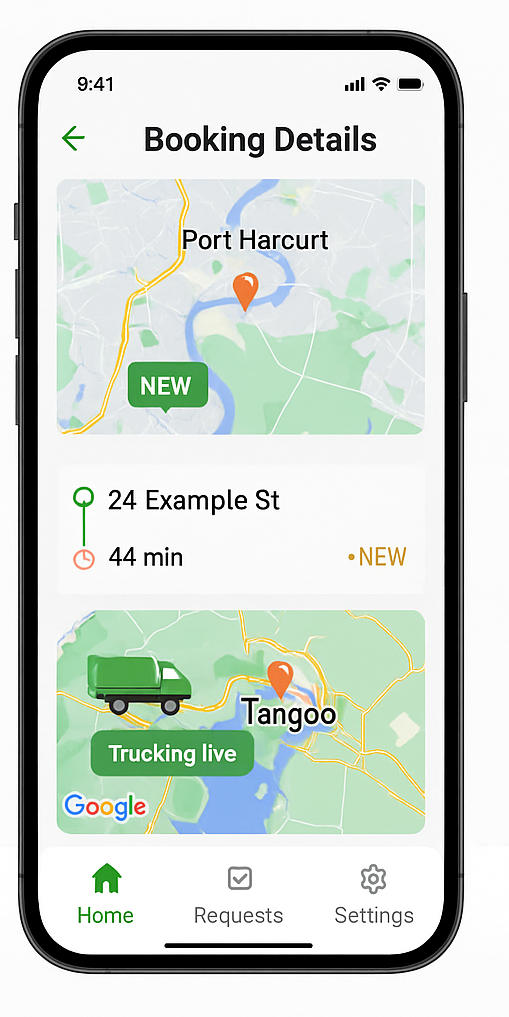 9:41
Booking Details
Port Harcurt
NEW
24 Example St
44 min
•NEW
Tangoo
Trucking live
Google
Home
Requests
Settings